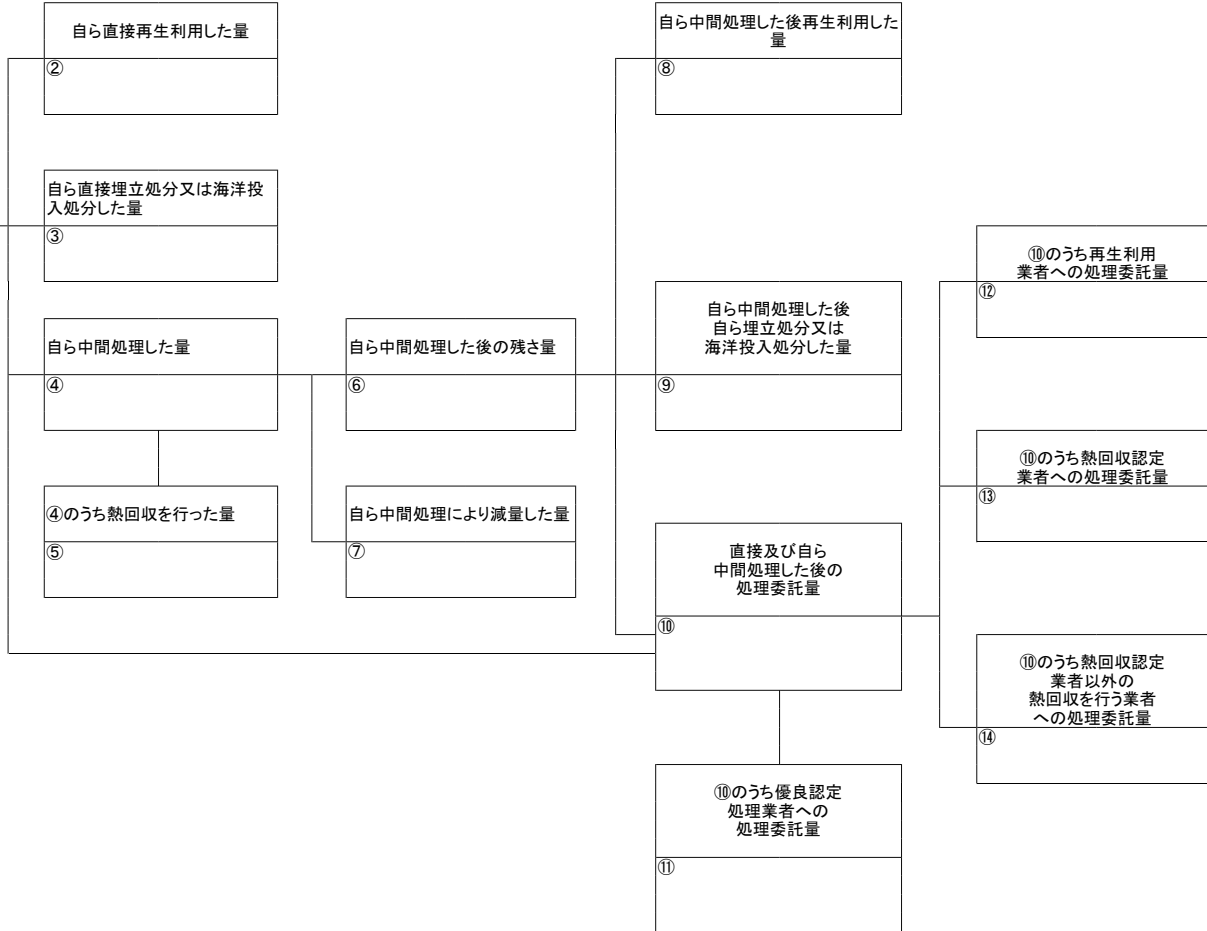 自ら直接再生利用した量
②
自ら直接埋立処分又は海洋投
入処分した量
③
自ら中間処理した量
④
④のうち熱回収を行った量
⑤
自ら中間処理した後の残さ量
⑥
自ら中間処理により減量した量
⑦
自ら中間処理した後再生利用した
量
⑧
自ら中間処理した後
自ら埋立処分又は
海洋投入処分した量
⑨
直接及び自ら
中間処理した後の
処理委託量
⑩
⑩のうち優良認定
処理業者への
処理委託量
⑪
⑩のうち再生利用
業者への処理委託量
⑫
⑩のうち熱回収認定
業者への処理委託量
⑬
⑩のうち熱回収認定
業者以外の
熱回収を行う業者
への処理委託量
⑭